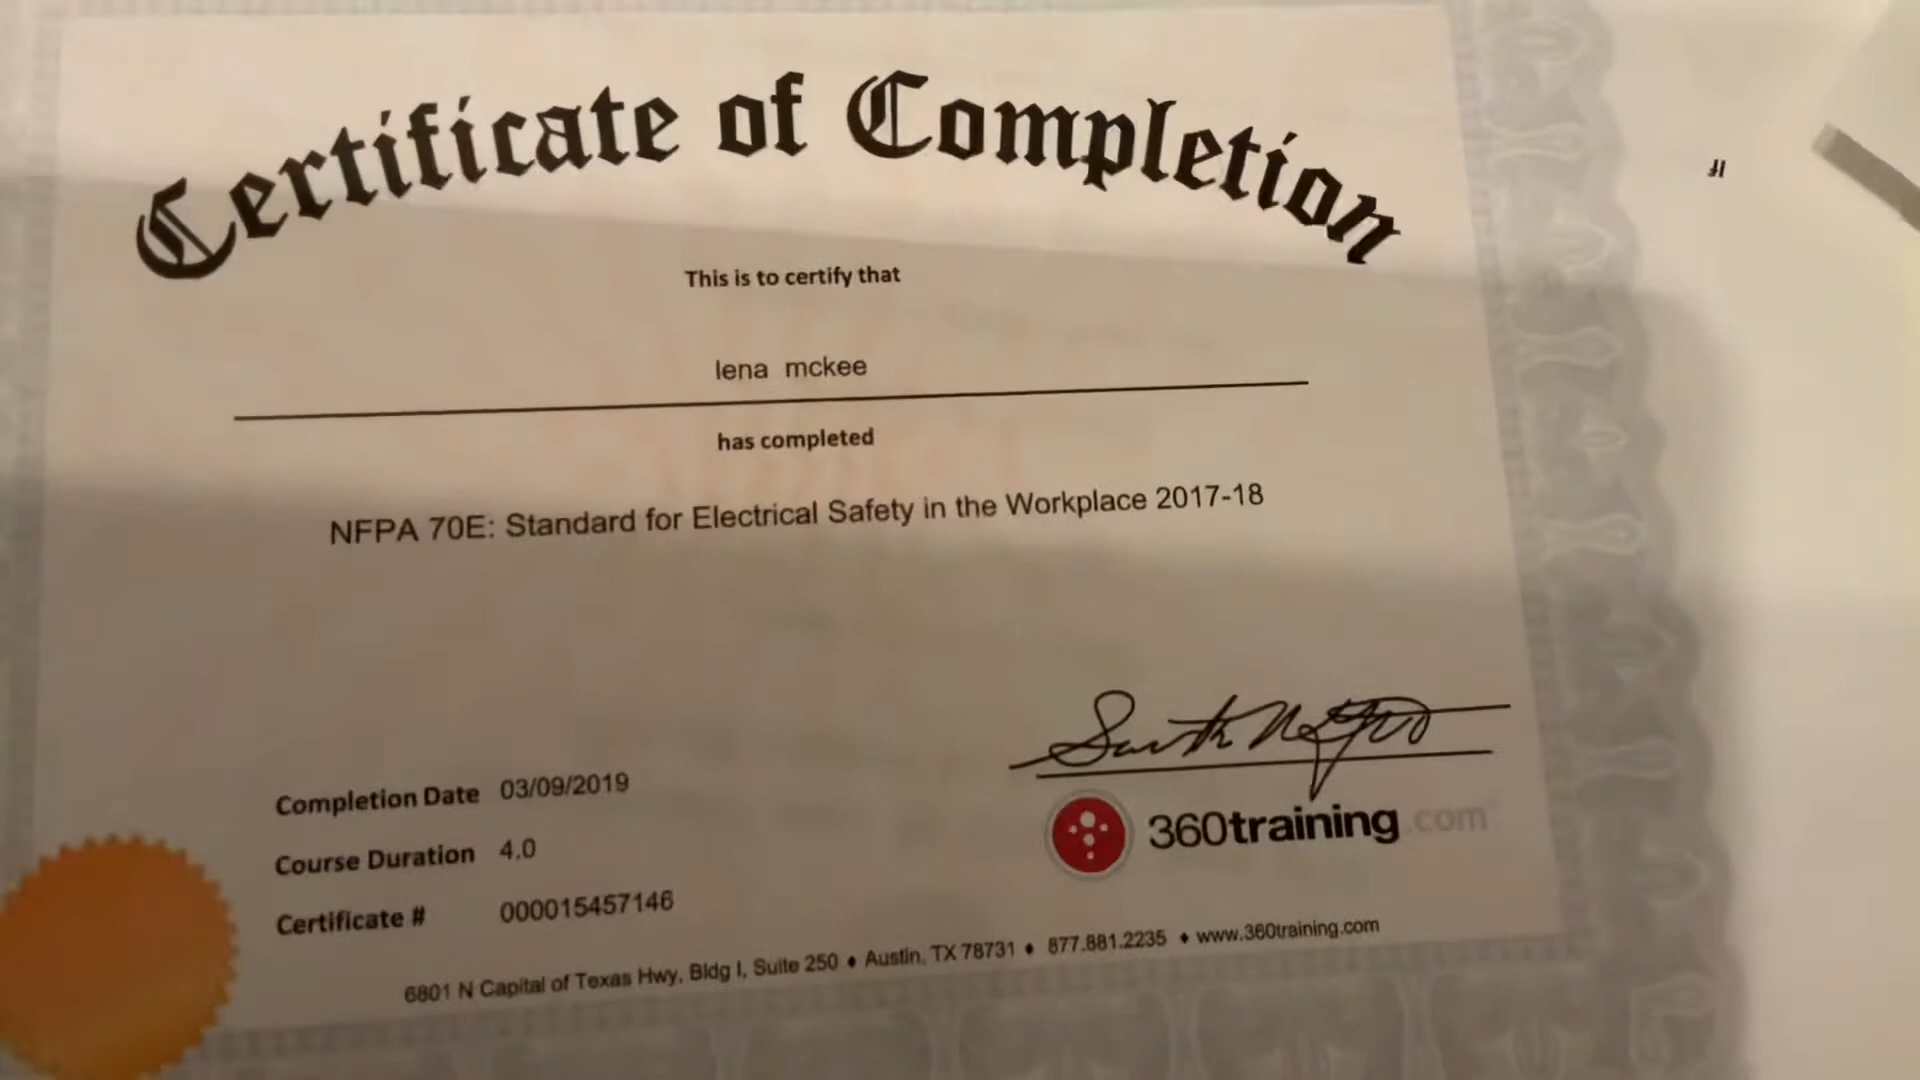 Certificate of Completion
This is to certify that
lena mckee
has completed
NFPA 70E: Standard for Electrical Safety in the Workplace 2017-18
Completion Date 03/09/2019
Course Duration 4.0
Certificate # 000015457146
360training.com
6801 N Capital of Texas Hwy, Bldg I, Suite 250 ♦ Austin, TX 78731 ♦ 877.881.2235 ♦ www.360training.com